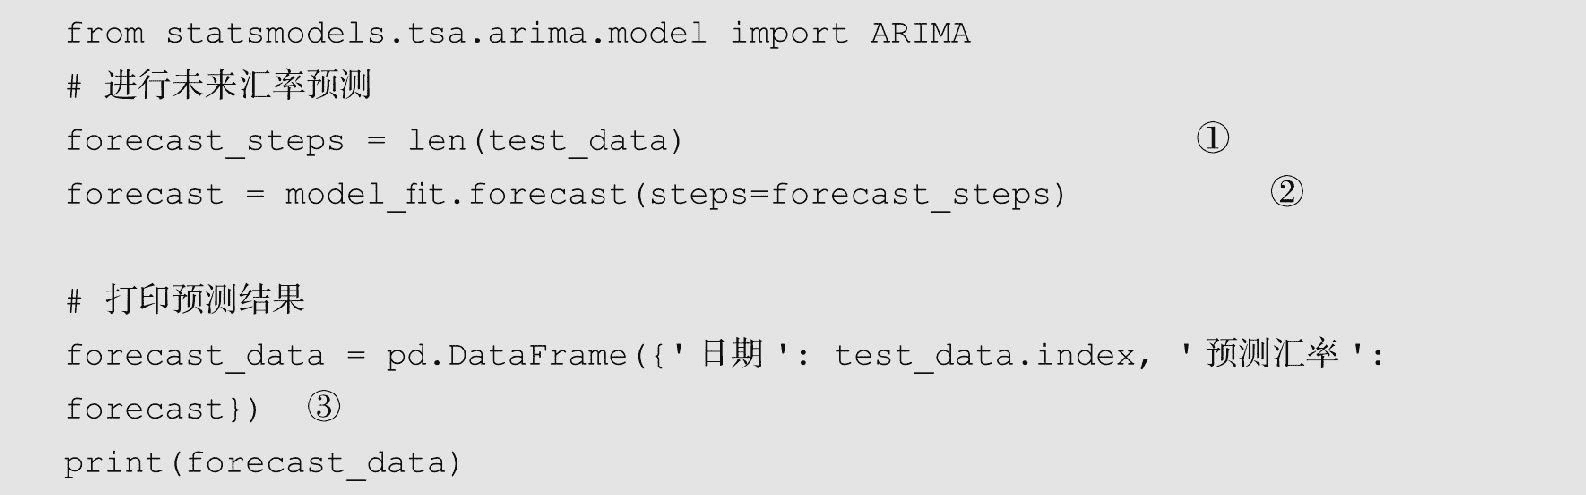 from statsmodels.tsa.arima.model import ARIMA
# 进行未来汇率预测
forecast_steps = len(test_data) ①
forecast = model_fit.forecast(steps=forecast_steps) ②
# 打印预测结果
forecast_data = pd.DataFrame({'日期': test_data.index, '预测汇率':
forecast}) ③
print(forecast_data)